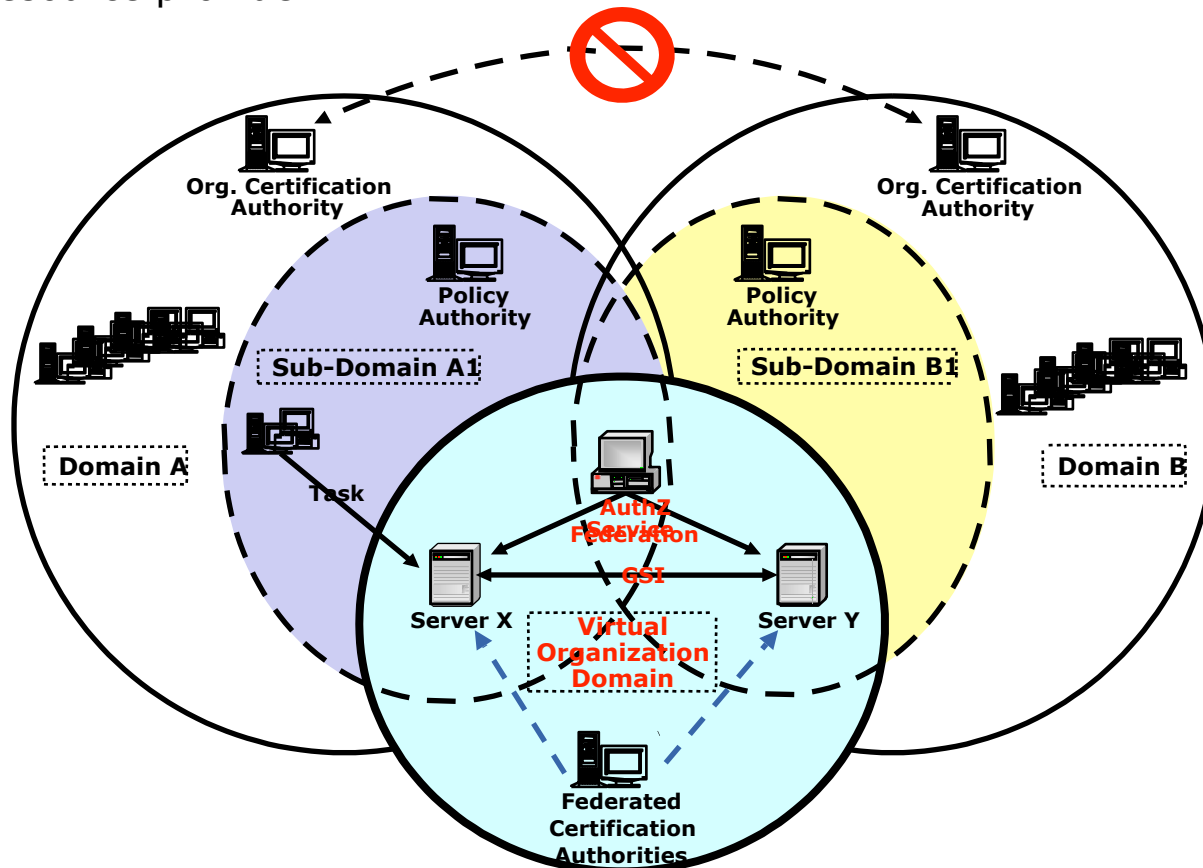 Org. Certification
Authority
Org. Certification
Authority
Policy
Authority
Policy
Authority
Sub-Domain A1
Sub-Domain B1
Domain A
Domain B
Task
AuthZ
Service
Federation
GSI
Server X
Server Y
Virtual
Organization
Domain
Federated
Certification
Authorities